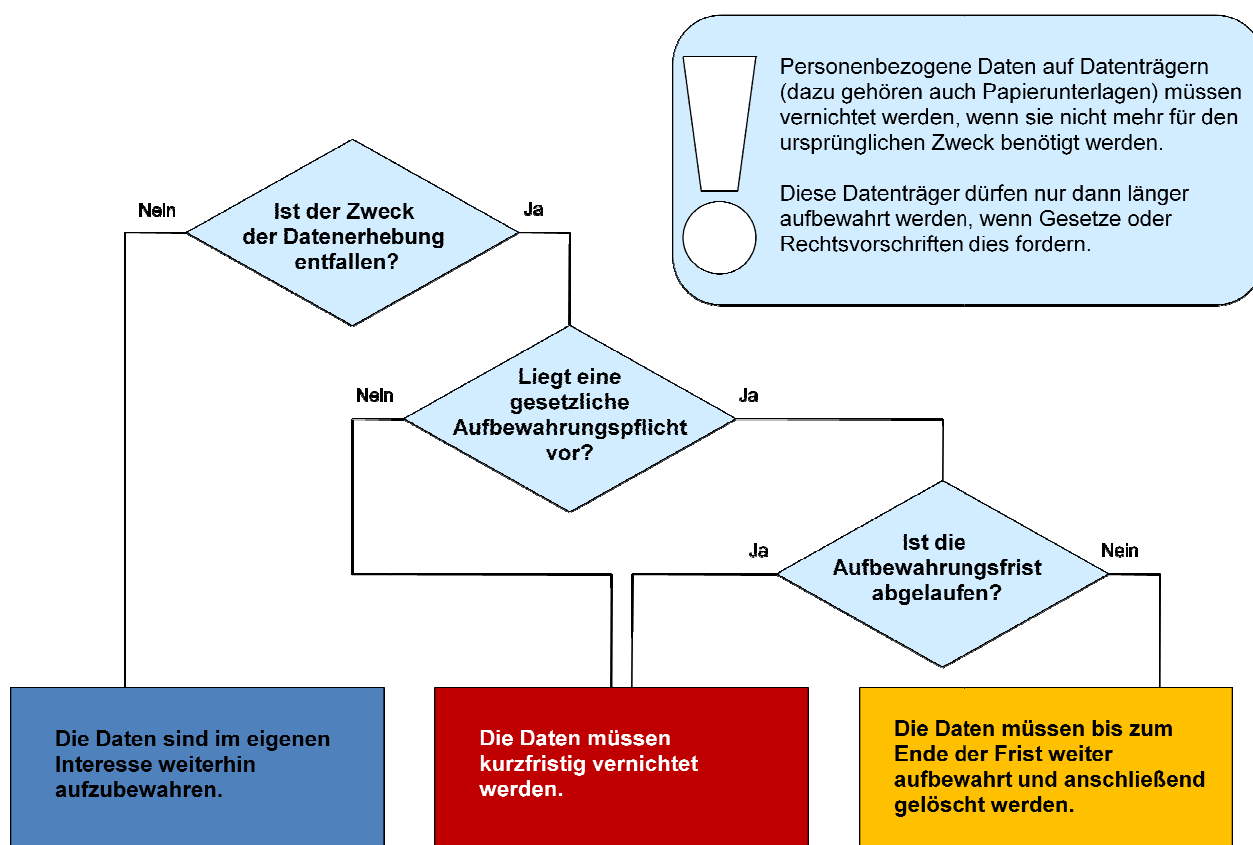 Personenbezogene Daten auf Datenträgern
(dazu gehören auch Papierunterlagen) müssen
vernichtet werden, wenn sie nicht mehr für den
ursprünglichen Zweck benötigt werden.
Diese Datenträger dürfen nur dann länger
aufbewahrt werden, wenn Gesetze oder
Rechtsvorschriften dies fordern.
Nein
Ja
Ist der Zweck
der Datenerhebung
entfallen?
Nein
Ja
Liegt eine
gesetzliche
Aufbewahrungspflicht
vor?
Ja
Nein
Ist die
Aufbewahrungsfrist
abgelaufen?
Die Daten sind im eigenen
Interesse weiterhin
aufzubewahren.
Die Daten müssen
kurzfristig vernichtet
werden.
Die Daten müssen bis zum
Ende der Frist weiter
aufbewahrt und anschließend
gelöscht werden.